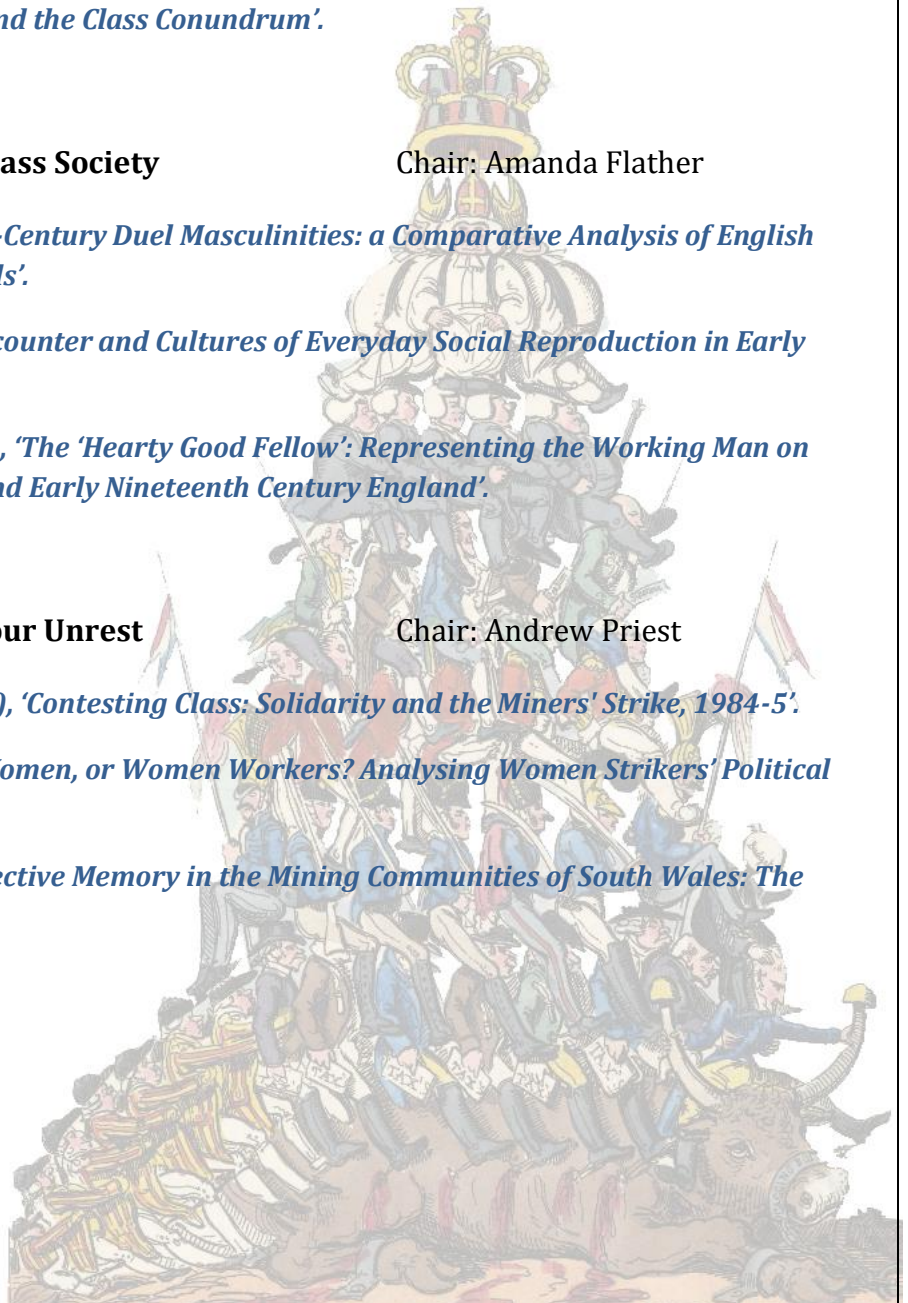 nd the Class Conundrum’.
ass Society Chair: Amanda Flather
-Century Duel Masculinities: a Comparative Analysis of English
ls’.
counter and Cultures of Everyday Social Reproduction in Early
, ‘The ‘Hearty Good Fellow’: Representing the Working Man on
nd Early Nineteenth Century England’.
our Unrest Chair: Andrew Priest
), ‘Contesting Class: Solidarity and the Miners' Strike, 1984-5’.
omen, or Women Workers? Analysing Women Strikers’ Political
ective Memory in the Mining Communities of South Wales: The
TAX
TAX
TAX